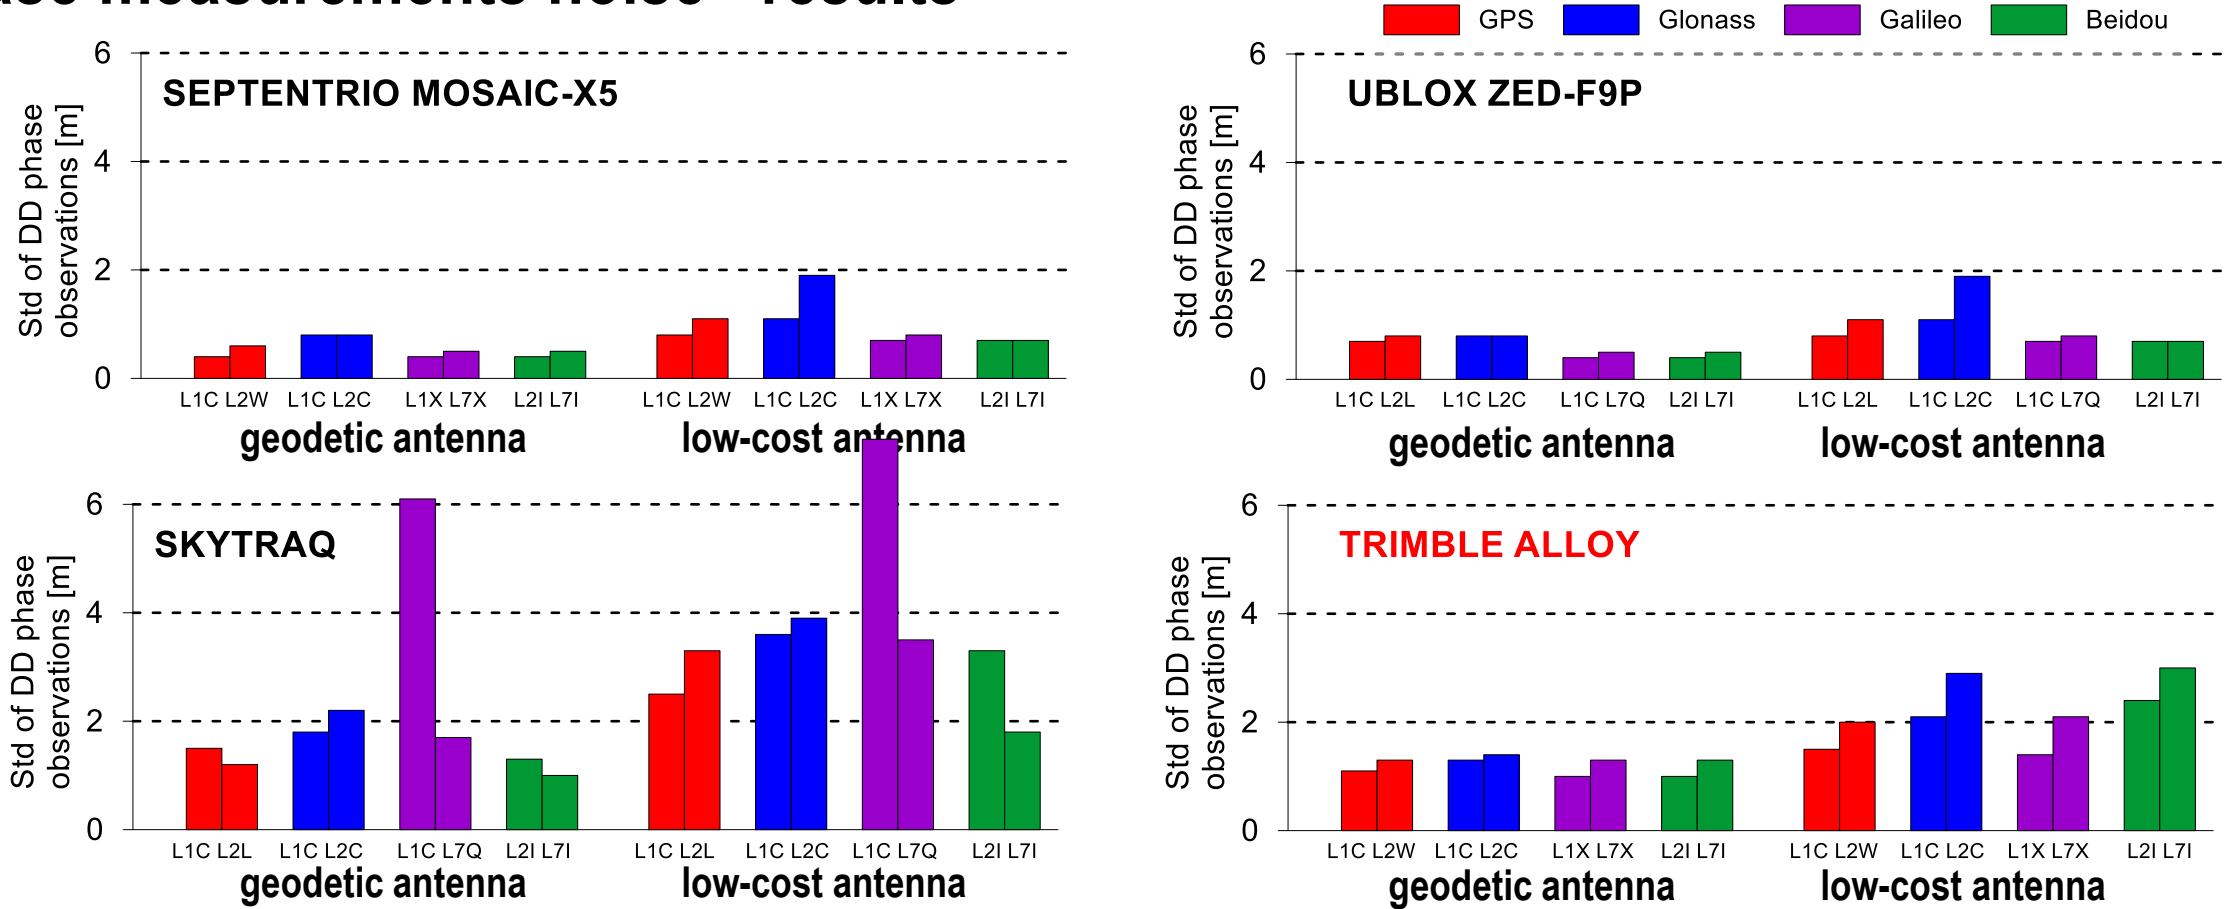 GPS Glonass Galileo Beidou
SEPTENTRIO MOSAIC-X5
Std of DD phase
observations [m]
6
4
2
0
L1C L2W L1C L2C L1X L7X L2I L7I L1C L2W L1C L2C L1X L7X L2I L7I
geodetic antenna low-cost antenna
UBLOX ZED-F9P
Std of DD phase
observations [m]
6
4
2
0
L1C L2L L1C L2C L1C L7Q L2I L7I L1C L2L L1C L2C L1C L7Q L2I L7I
geodetic antenna low-cost antenna
SKYTRAQ
Std of DD phase
observations [m]
6
4
2
0
L1C L2L L1C L2C L1C L7Q L2I L7I L1C L2L L1C L2C L1C L7Q L2I L7I
geodetic antenna low-cost antenna
TRIMBLE ALLOY
Std of DD phase
observations [m]
6
4
2
0
L1C L2W L1C L2C L1X L7X L2I L7I L1C L2W L1C L2C L1X L7X L2I L7I
geodetic antenna low-cost antenna